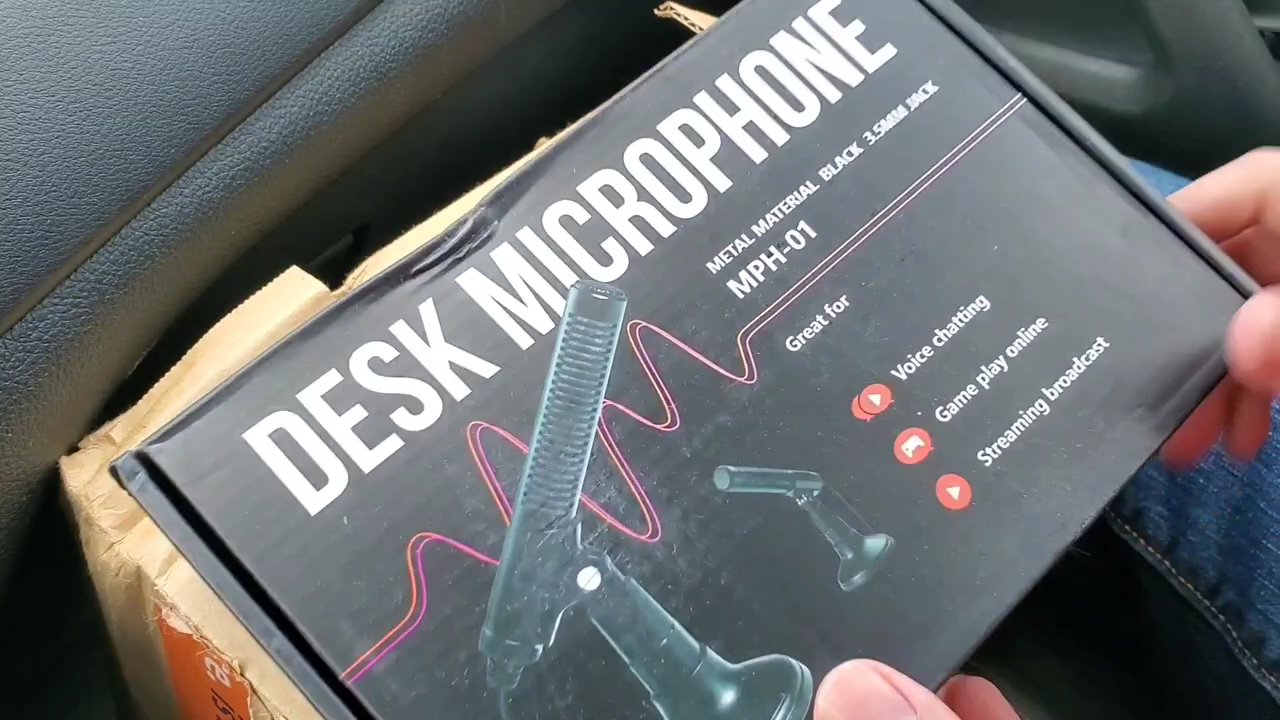 DESK MICROPHONE
METAL MATERIAL BLACK 3.5MM JACK
MPH-01
Great for
Voice chatting
Game play online
Streaming broadcast